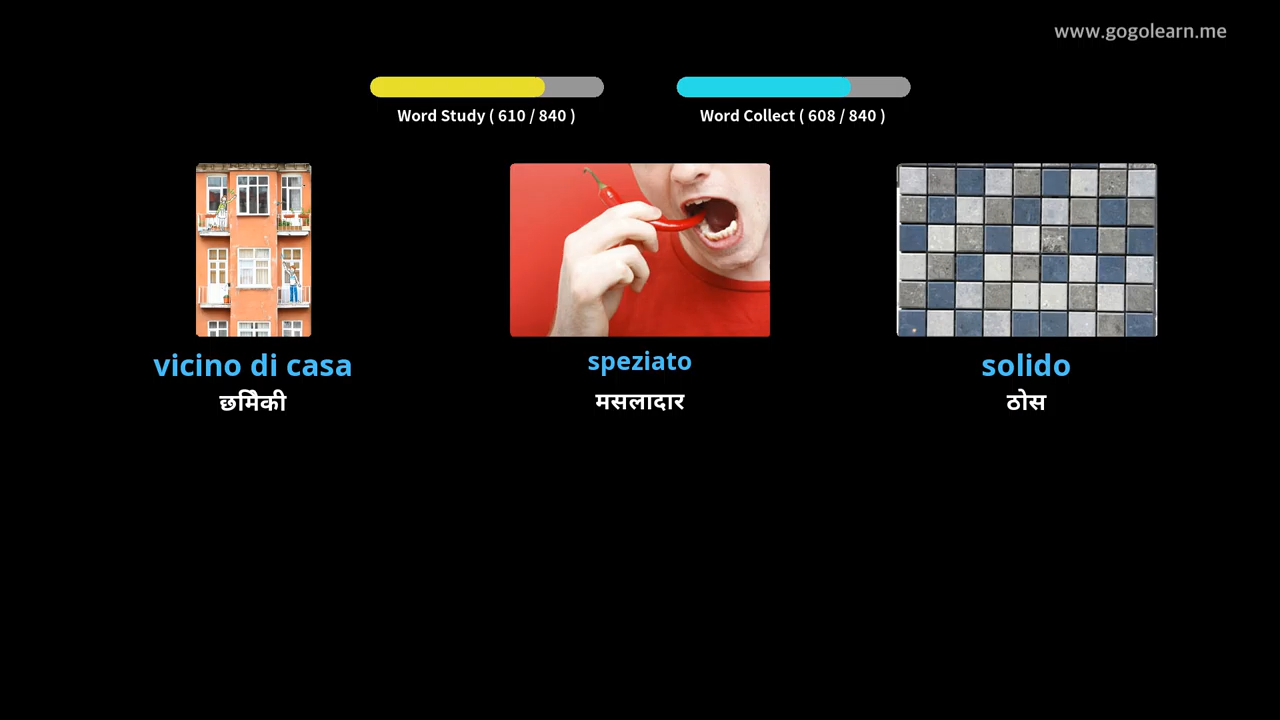 www.gogolearn.me
Word Study ( 610 / 840 )
Word Collect ( 608 / 840 )
vicino di casa
speziato
solido
छमिेकी
मसलादार
ठोस